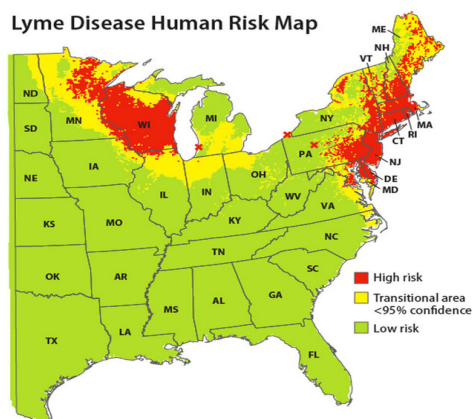 Lyme Disease Human Risk Map
ME
NH
VT
ND
MN
WI
MI
NY
MA
RI
CT
SD
PA
NJ
IA
OH
DE
MD
NE
IL
IN
WV
VA
KS
MO
KY
NC
TN
OK
AR
SC
MS
AL
GA
TX
LA
FL
High risk
Transitional area
<95% confidence
Low risk